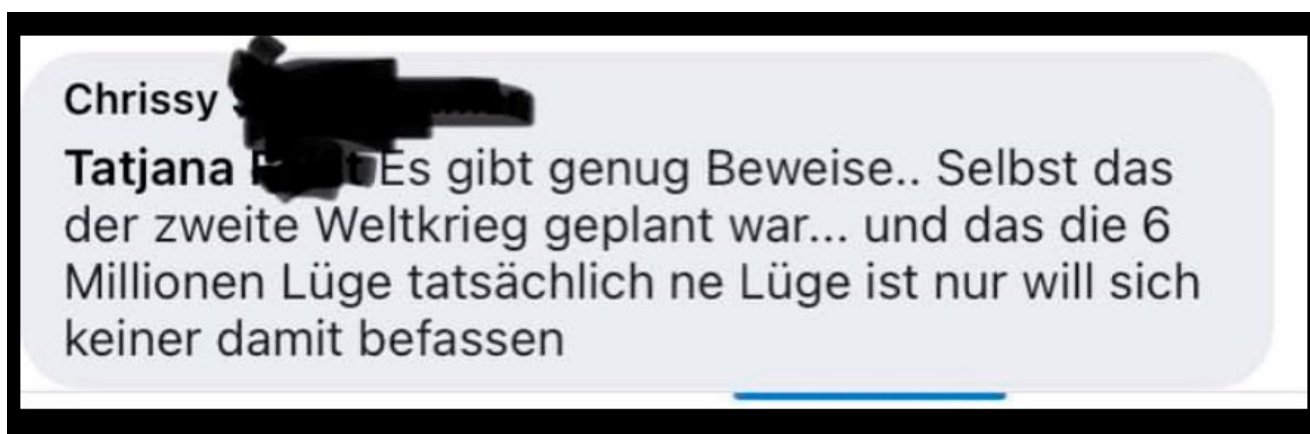 Chrissy
Tatjana Es gibt genug Beweise.. Selbst das
der zweite Weltkrieg geplant war... und das die 6
Millionen Lüge tatsächlich ne Lüge ist nur will sich
keiner damit befassen